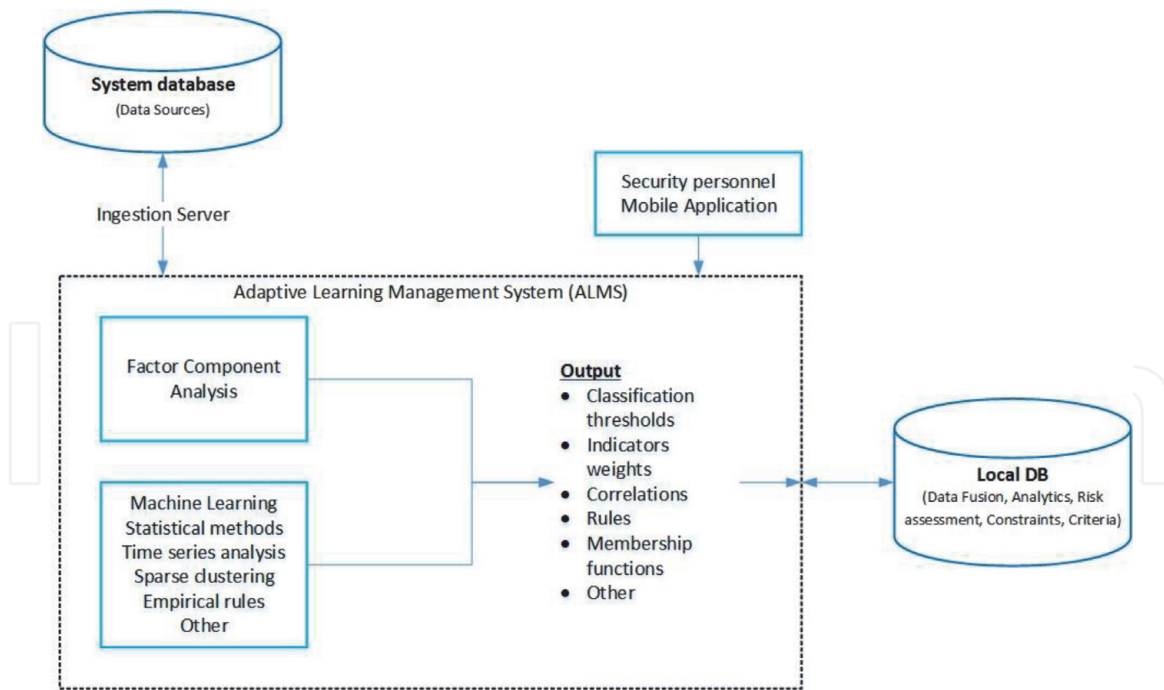 System database
(Data Sources)
Ingestion Server
Security personnel
Mobile Application
Adaptive Learning Management System (ALMS)
Factor Component
Analysis
Machine Learning
Statistical methods
Time series analysis
Sparse clustering
Empirical rules
Other
Output
• Classification
thresholds
• Indicators
weights
• Correlations
• Rules
• Membership
functions
• Other
Local DB
(Data Fusion, Analytics, Risk
assessment, Constraints, Criteria)